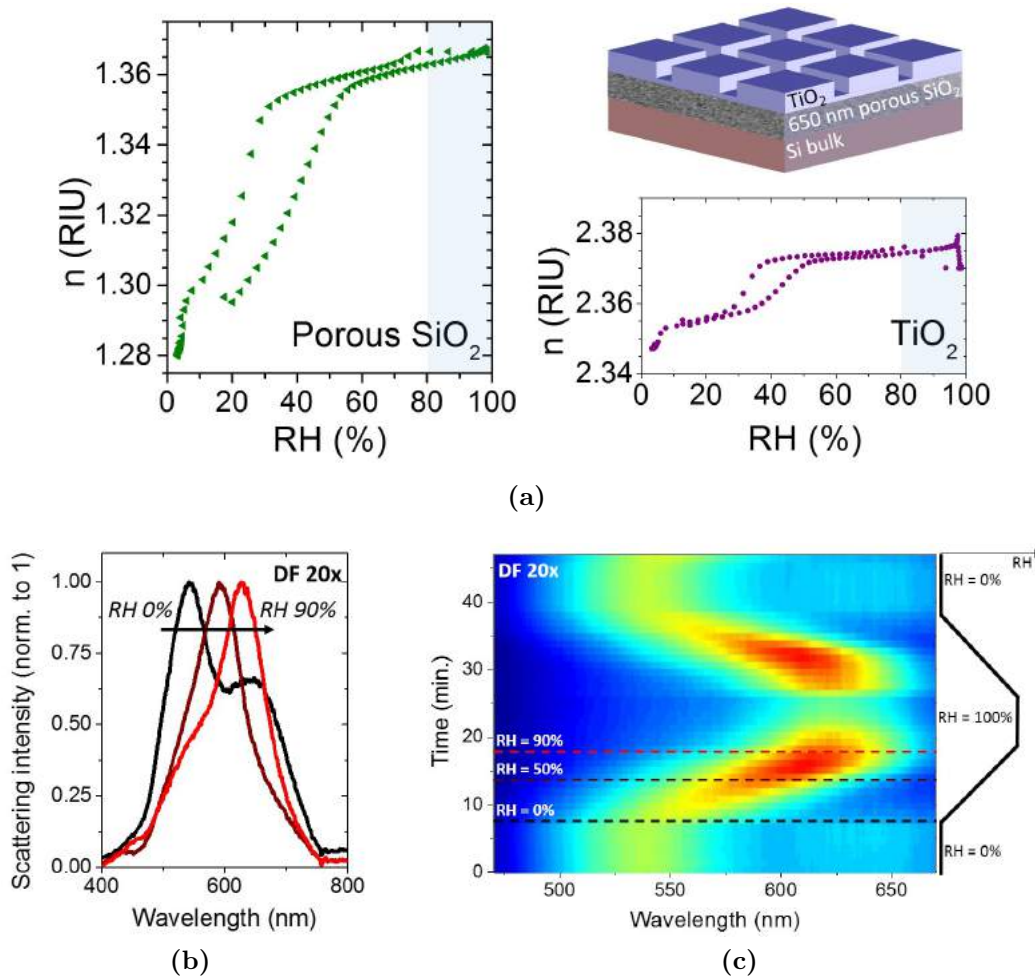 n (RIU)
1.36
1.34
1.32
1.30
1.28
0 20 40 60 80 100
RH (%)
Porous SiO2
TiO2
650 nm porous SiO2
Si bulk
n (RIU)
2.38
2.36
2.34
0 20 40 60 80 100
RH (%)
TiO2
(a)
Scattering intensity (norm. to 1)
1.00
0.75
0.50
0.25
0.00
DF 20x
RH 0% RH 90%
400 600 800
Wavelength (nm)
(b)
Time (min.)
40
30
20
10
0
DF 20x
RH = 90%
RH = 50%
RH = 0%
500 550 600 650
Wavelength (nm)
RH
RH = 0%
RH = 100%
RH = 0%
(c)